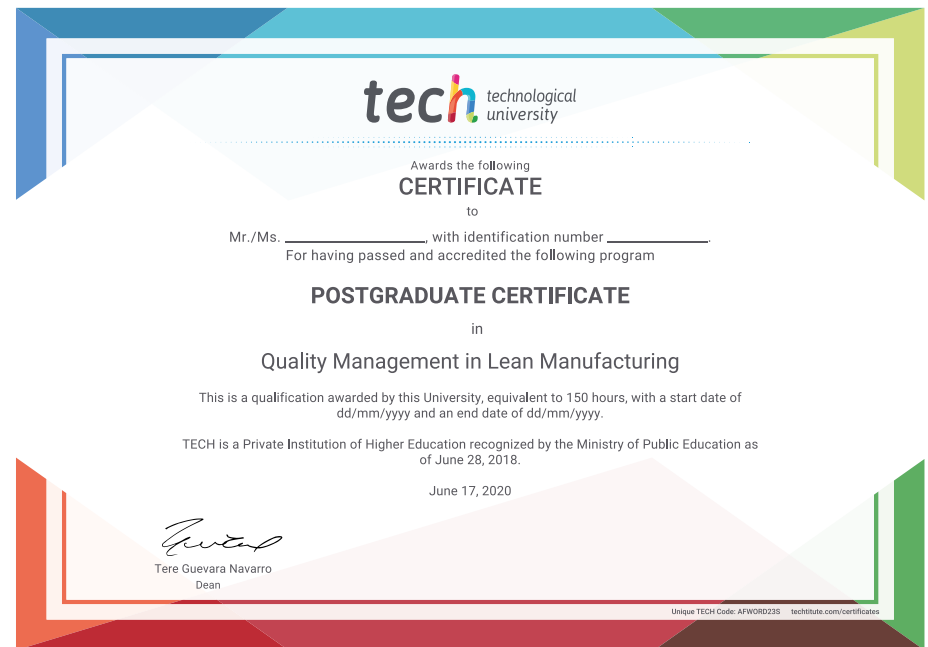 tech technological
university
Awards the following
CERTIFICATE
to
Mr./Ms. ____________________, with identification number ______________.
For having passed and accredited the following program
POSTGRADUATE CERTIFICATE
in
Quality Management in Lean Manufacturing
This is a qualification awarded by this University, equivalent to 150 hours, with a start date of
dd/mm/yyyy and an end date of dd/mm/yyyy.
TECH is a Private Institution of Higher Education recognized by the Ministry of Public Education as
of June 28, 2018.
June 17, 2020
Tere Guevara Navarro
Dean
Unique TECH Code: AFWORD23S techtitute.com/certificates